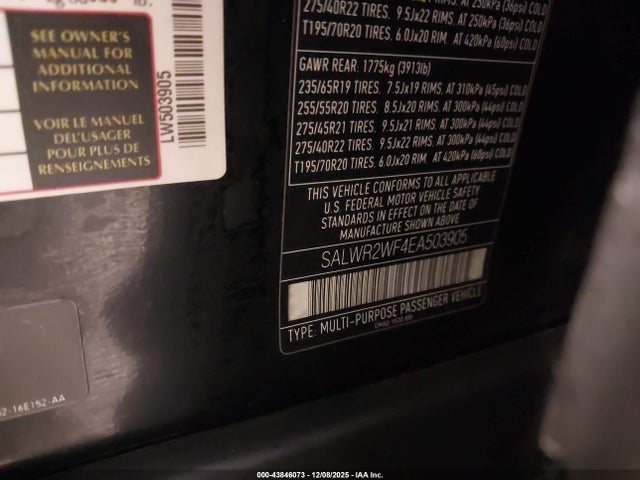 SEE OWNER'S
MANUAL FOR
ADDITIONAL
INFORMATION
VOIR LE MANUEL
DEL'USAGER
POUR PLUS DE
RENSEIGNEMENTS
LW503905
275/40R22 TIRES. 9.5Jx22 RIMS. AT 250kPa (36psi) COLD
T195/70R20 TIRES. 6.0Jx20 RIM. AT 420kPa (60psi) COLD
GAWR REAR: 1775kg (3913lb)
235/65R19 TIRES. 7.5Jx19 RIMS. AT 310kPa (45psi) COLD
255/55R20 TIRES. 8.5Jx20 RIMS. AT 300kPa (44psi) COLD
275/45R21 TIRES. 9.5Jx21 RIMS. AT 300kPa (44psi) COLD
275/40R22 TIRES. 9.5Jx22 RIMS. AT 300kPa (44psi) COLD
T195/70R20 TIRES. 6.0Jx20 RIM. AT 420kPa (60psi) COLD
THIS VEHICLE CONFORMS TO ALL APPLICABLE
U.S. FEDERAL MOTOR VEHICLE SAFETY
STANDARDS IN EFFECT ON THE DATE OF
MANUFACTURE SHOWN ABOVE
SALWR2WF4EA503905
TYPE: MULTI-PURPOSE PASSENGER VEHICLE
2-16E152-AA
000-43846073 - 12/08/2025 - IAA Inc.